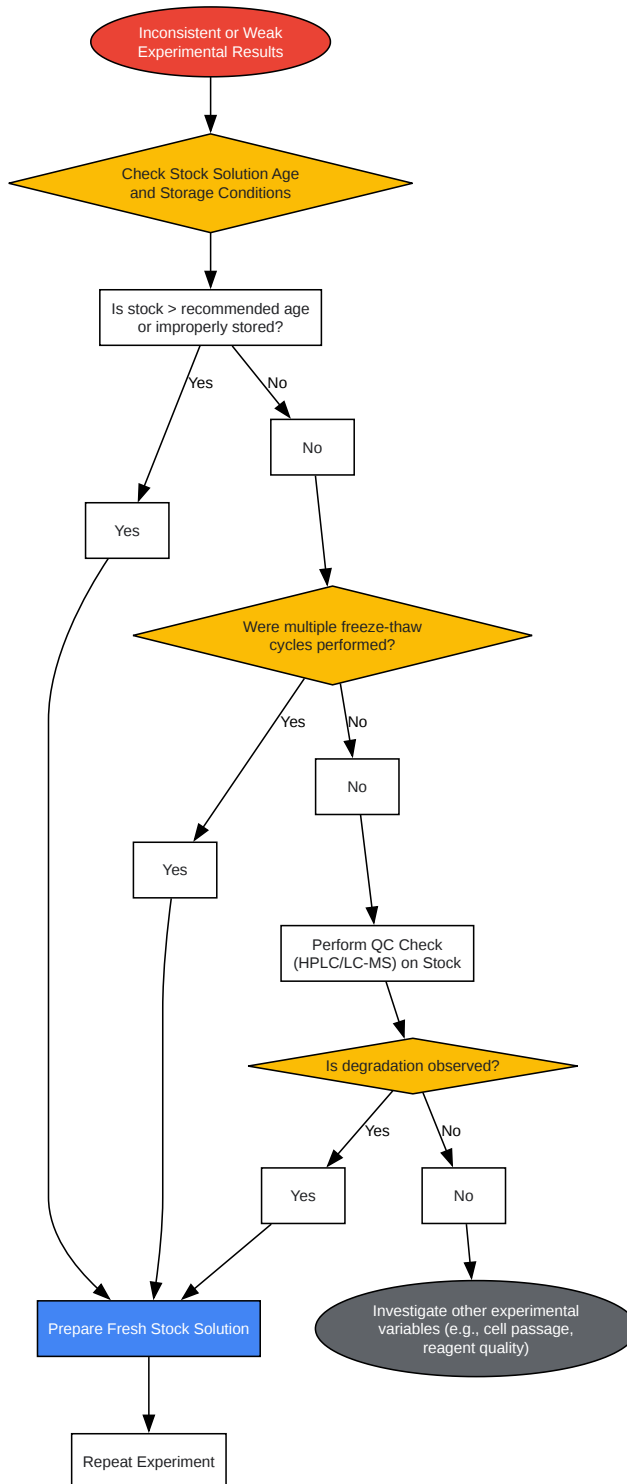 Inconsistent or Weak
Experimental Results
Check Stock Solution Age
and Storage Conditions
Is stock > recommended age
or improperly stored?
Yes
No
No
Yes
Were multiple freeze-thaw
cycles performed?
Yes
No
No
Yes
Perform QC Check
(HPLC/LC-MS) on Stock
Is degradation observed?
Yes
No
Yes
No
Prepare Fresh Stock Solution
Investigate other experimental
variables (e.g., cell passage,
reagent quality)
Repeat Experiment